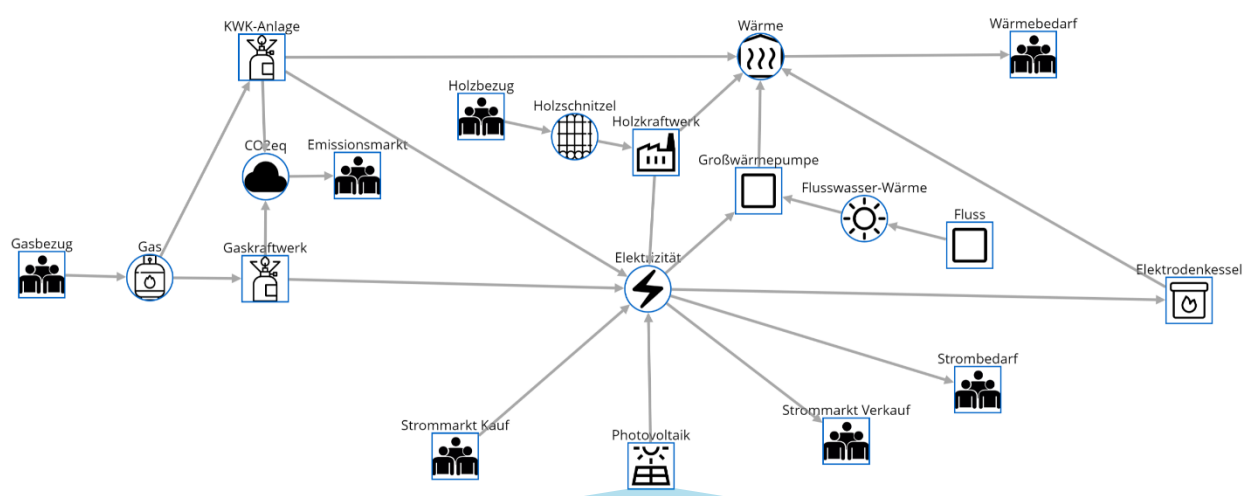 KWK-Anlage
Wärme
Wärmebedarf
Holzbezug
Holzschnitzel
Holzkraftwerk
CO2eq
Emissionsmarkt
Großwärmepumpe
Flusswasser-Wärme
Fluss
Gasbezug
Gas
Gaskraftwerk
Elektrizität
Elektrodenkessel
Strombedarf
Strommarkt Kauf
Strommarkt Verkauf
Photovoltaik